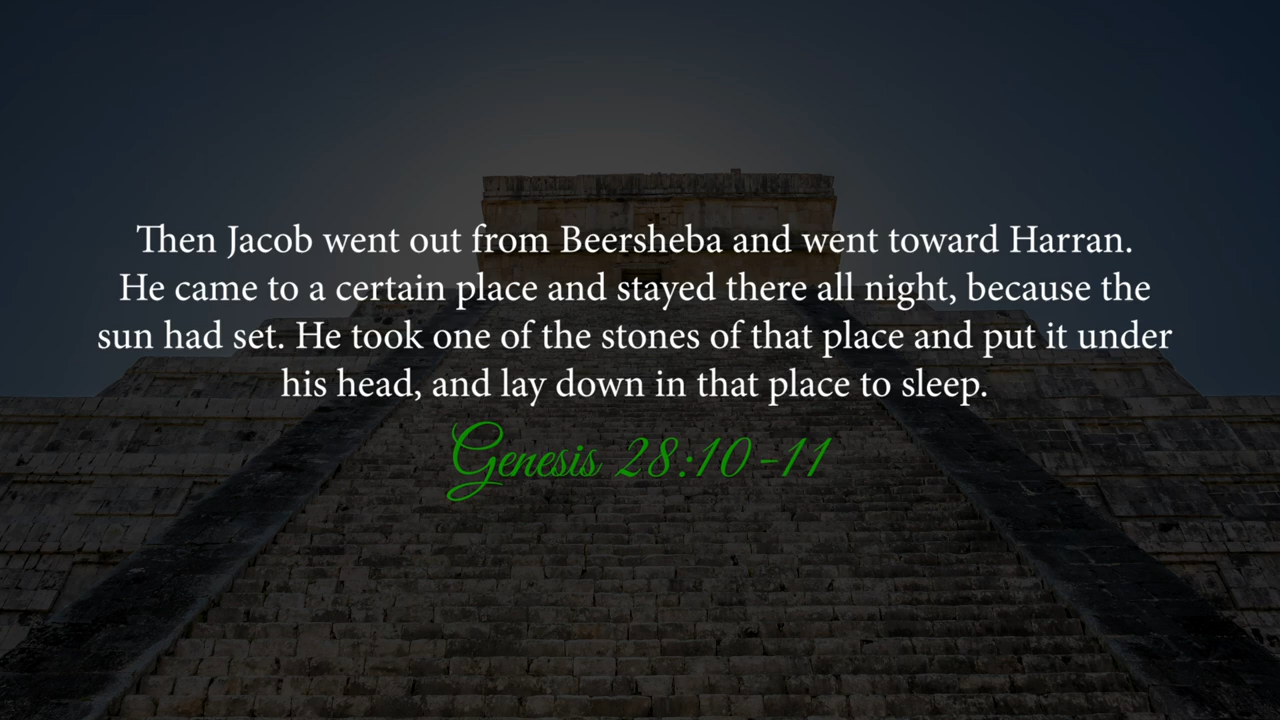 Then Jacob went out from Beersheba and went toward Harran.
He came to a certain place and stayed there all night, because the
sun had set. He took one of the stones of that place and put it under
his head, and lay down in that place to sleep.
Genesis 28:10-11